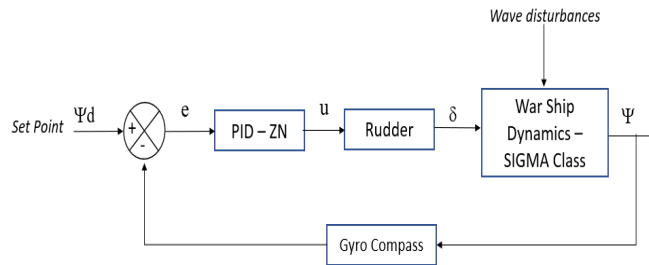 Wave disturbances
Set Point
Ψd
+
-
e
PID – ZN
u
Rudder
δ
War Ship
Dynamics –
SIGMA Class
Ψ
Gyro Compass